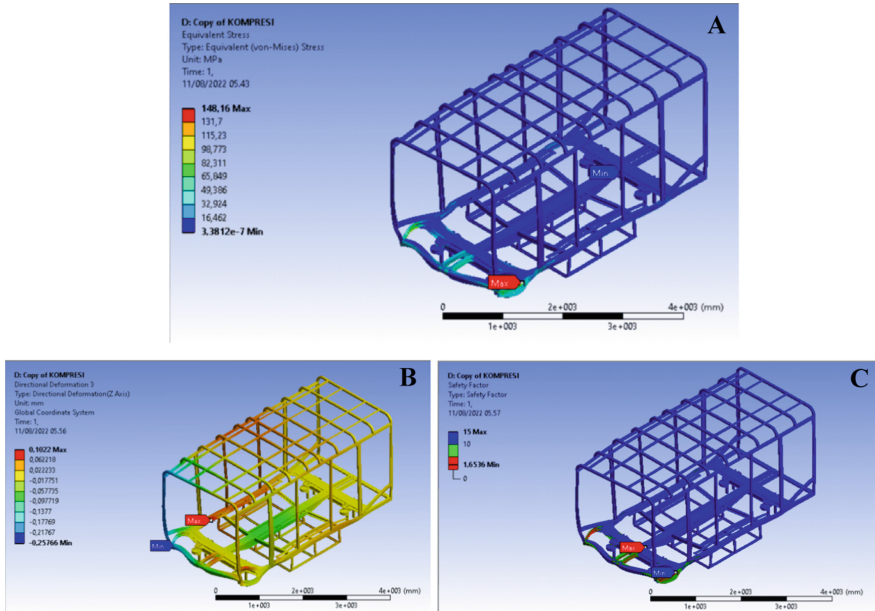 A
D: Copy of KOMPRESI
Equivalent Stress
Type: Equivalent (von-Mises) Stress
Unit: MPa
Time: 1,
11/08/2022 05.43
148,16 Max
131,7
115,23
98,773
82,311
65,849
49,386
32,924
16,462
3,3812e-7 Min
Min
Max
0 2e+003 4e+003 (mm)
1e+003 3e+003
B
D: Copy of KOMPRESI
Directional Deformation 3
Type: Directional Deformation(Z Axis)
Unit: mm
Global Coordinate System
Time: 1,
11/08/2022 05.56
0,1022 Max
0,062218
0,022233
-0,017751
-0,057735
-0,097719
-0,1377
-0,17769
-0,21767
-0,25766 Min
Max
Min
0 2e+003 4e+003 (mm)
1e+003 3e+003
C
D: Copy of KOMPRESI
Safety Factor
Type: Safety Factor
Time: 1,
11/08/2022 05.57
15 Max
10
1,6536 Min
0
Max
Min
0 2e+003 4e+003 (mm)
1e+003 3e+003